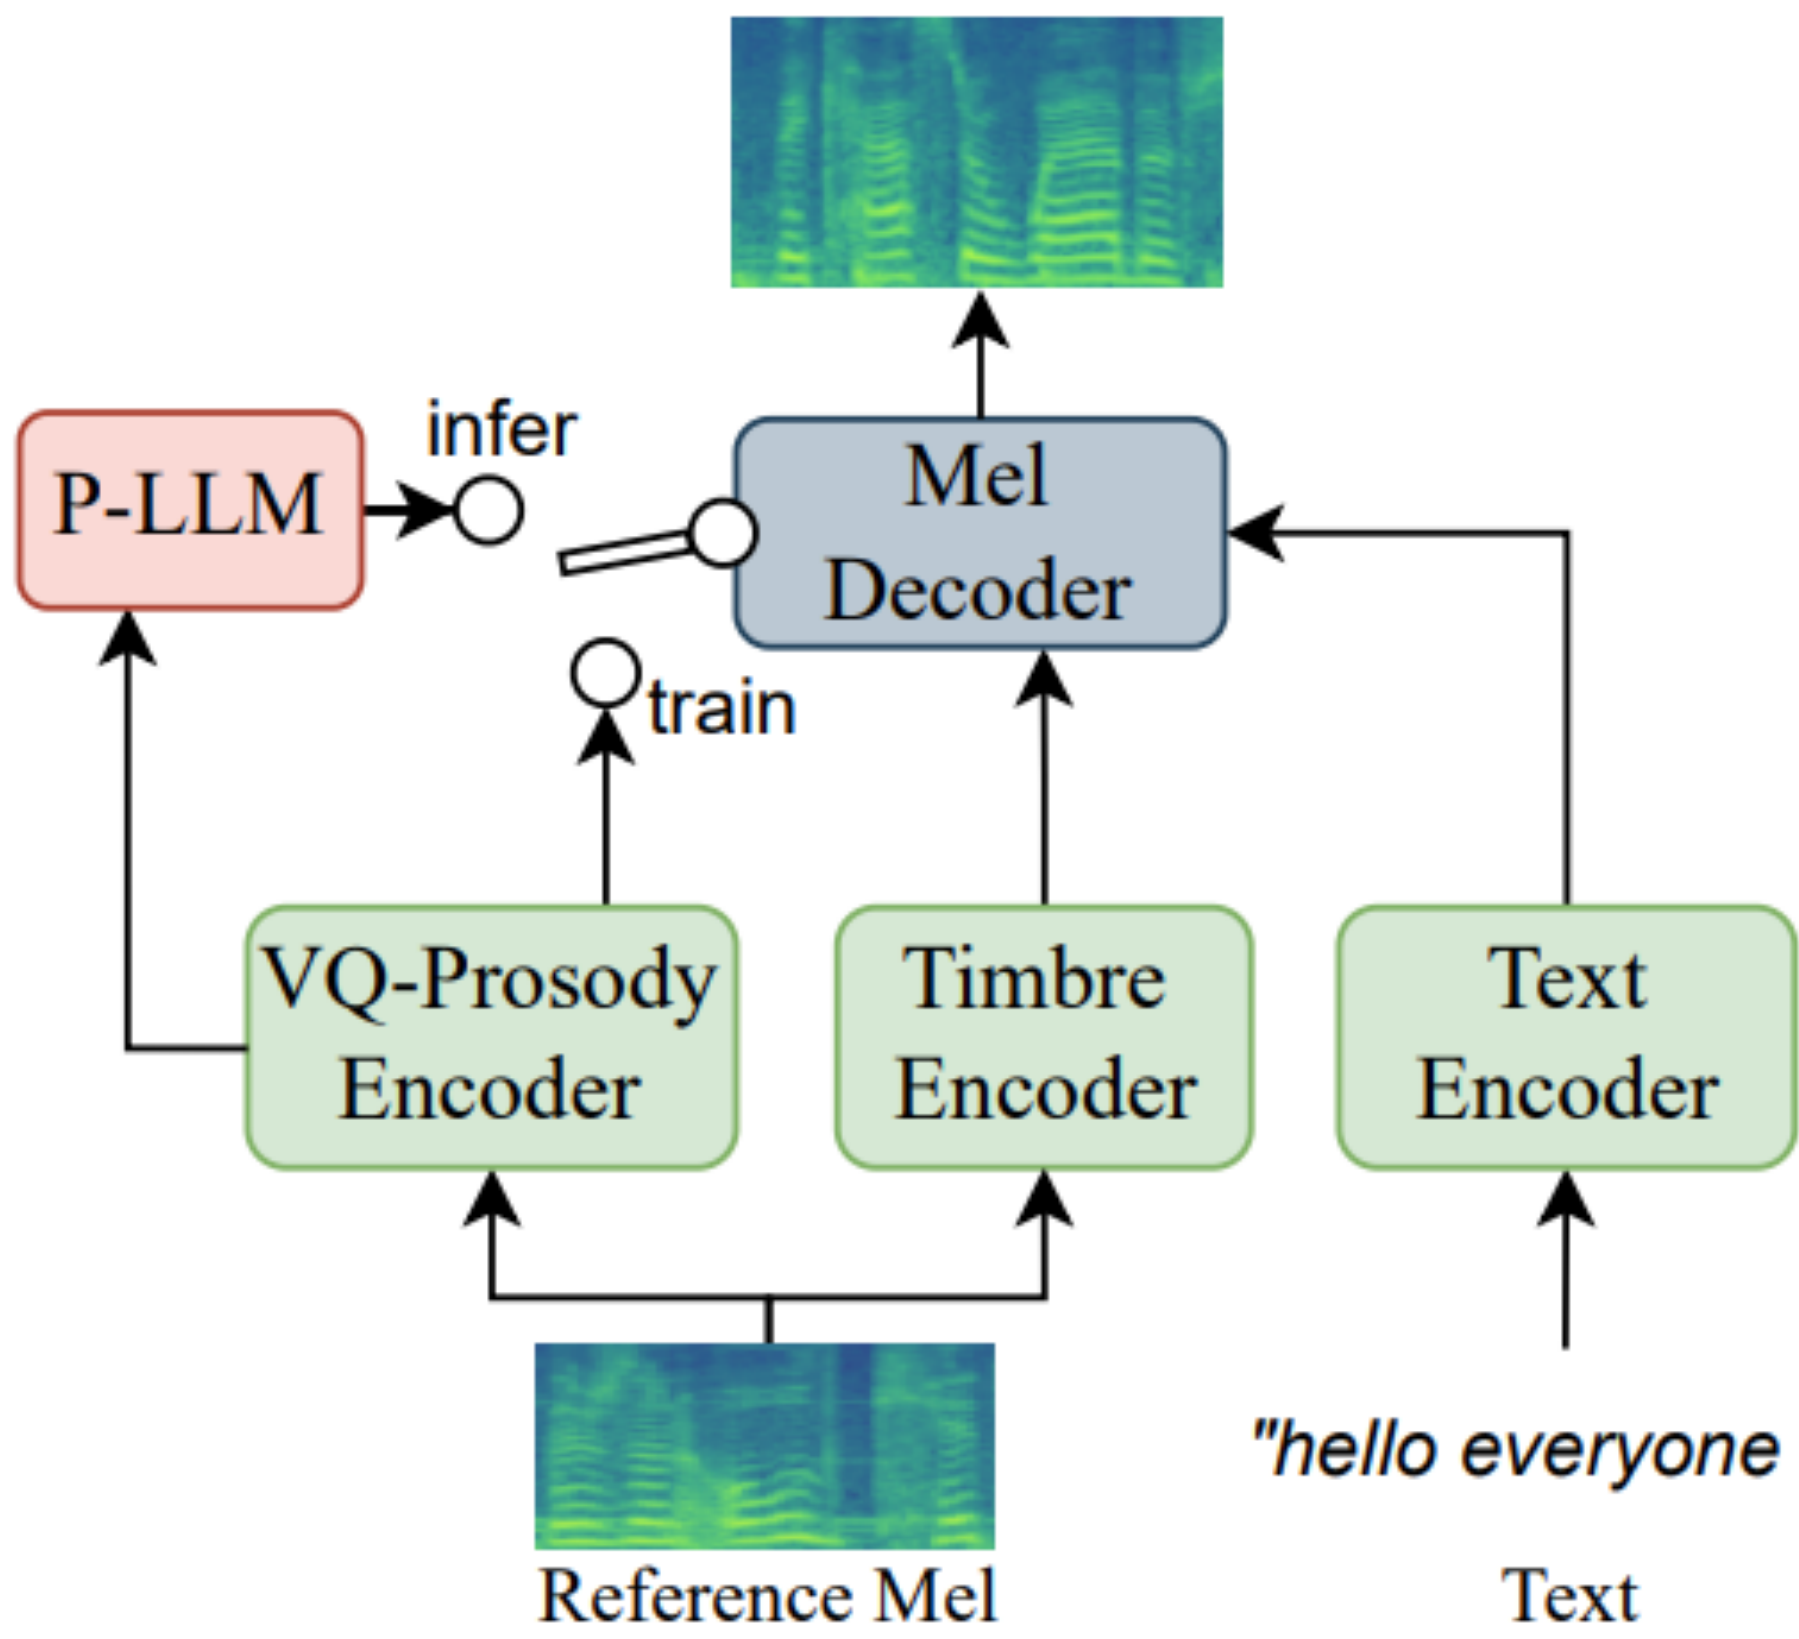 infer
P-LLM
Mel
Decoder
train
VQ-Prosody
Encoder
Timbre
Encoder
Text
Encoder
"hello everyone
Reference Mel
Text